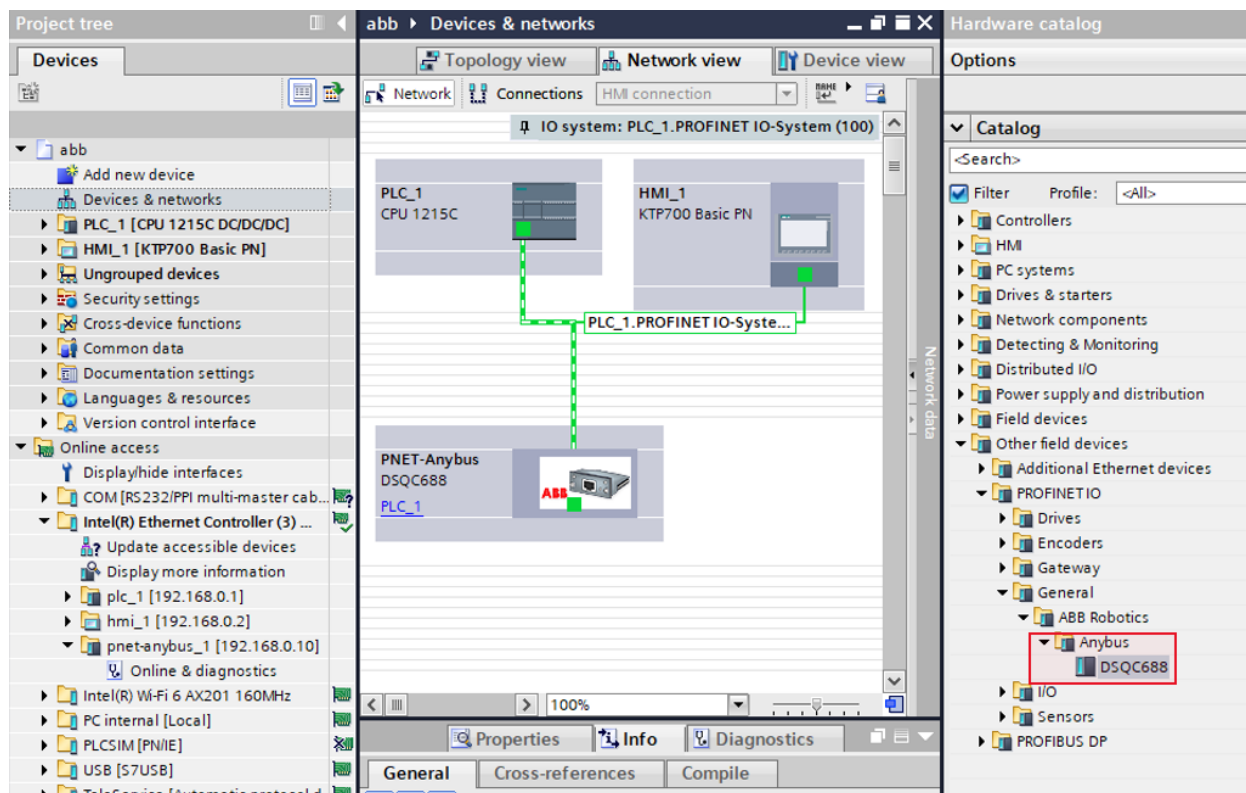 Project tree
Devices
abb
Add new device
Devices & networks
PLC_1 [CPU 1215C DC/DC/DC]
HMI_1 [KTP700 Basic PN]
Ungrouped devices
Security settings
Cross-device functions
Common data
Documentation settings
Languages & resources
Version control interface
Online access
Display/hide interfaces
COM [RS232/PPI multi-master cab...
Intel(R) Ethernet Controller (3) ...
Update accessible devices
Display more information
plc_1 [192.168.0.1]
hmi_1 [192.168.0.2]
pnet-anybus_1 [192.168.0.10]
Online & diagnostics
Intel(R) Wi-Fi 6 AX201 160MHz
PC internal [Local]
PLCSIM [PN/IE]
USB [S7USB]
TeleService [Automatic protocol d
abb Devices & networks
Topology view Network view Device view
Network Connections HMI connection
IO system: PLC_1.PROFINET IO-System (100)
PLC_1
CPU 1215C
HMI_1
KTP700 Basic PN
PLC_1.PROFINET IO-Syste...
PNET-Anybus
DSQC688
PLC_1
ABB
Network data
100%
Properties Info Diagnostics
General Cross-references Compile
Hardware catalog
Options
Catalog
<Search>
Filter Profile: <All>
Controllers
HMI
PC systems
Drives & starters
Network components
Detecting & Monitoring
Distributed I/O
Power supply and distribution
Field devices
Other field devices
Additional Ethernet devices
PROFINET IO
Drives
Encoders
Gateway
General
ABB Robotics
Anybus
DSQC688
I/O
Sensors
PROFIBUS DP